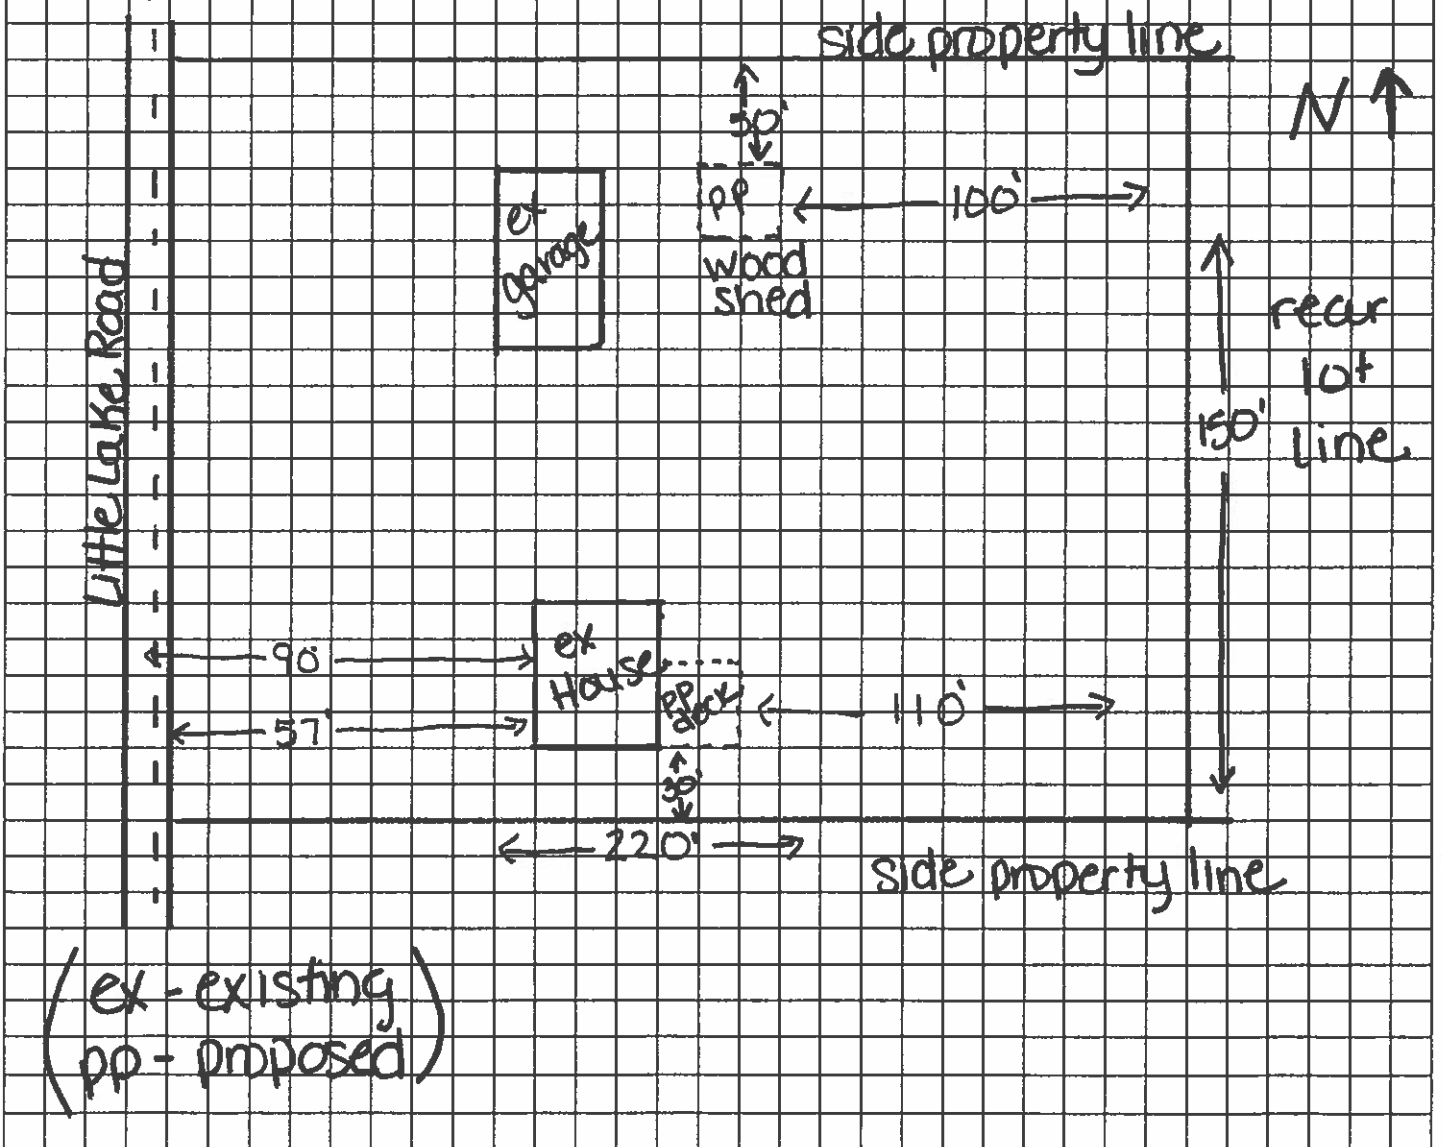 side property line
N
50'
ex
garage
pp
wood
shed
100'
Little Lake Road
rear
lot
line
150'
ex
House
90'
57'
pp
deck
110'
30'
220'
side property line
ex - existing
pp - proposed